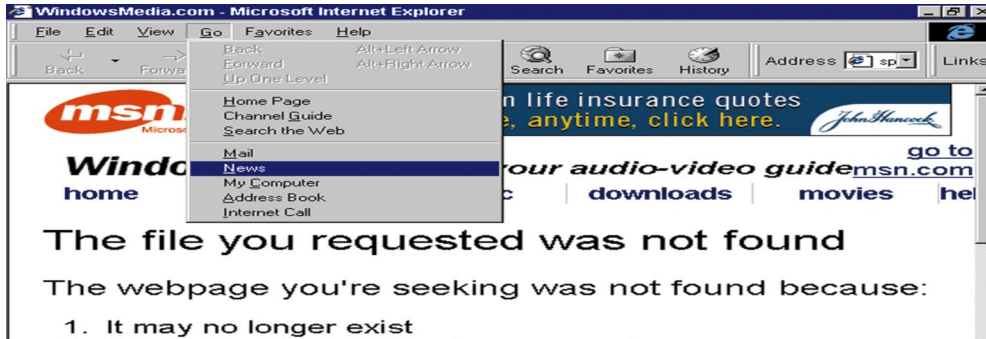 WindowsMedia.com - Microsoft Internet Explorer
File Edit View Go Favorites Help
Back Alt+Left Arrow
Forward Alt+Right Arrow
Up One Level
Home Page
Channel Guide
Search the Web
Mail
News
My Computer
Address Book
Internet Call
Back Search Favorites History Address sp Links
msn
life insurance quotes
anytime, click here.
John Hancock
go to
your audio-video guide msn.com
home downloads movies
The file you requested was not found
The webpage you're seeking was not found because:
1. It may no longer exist